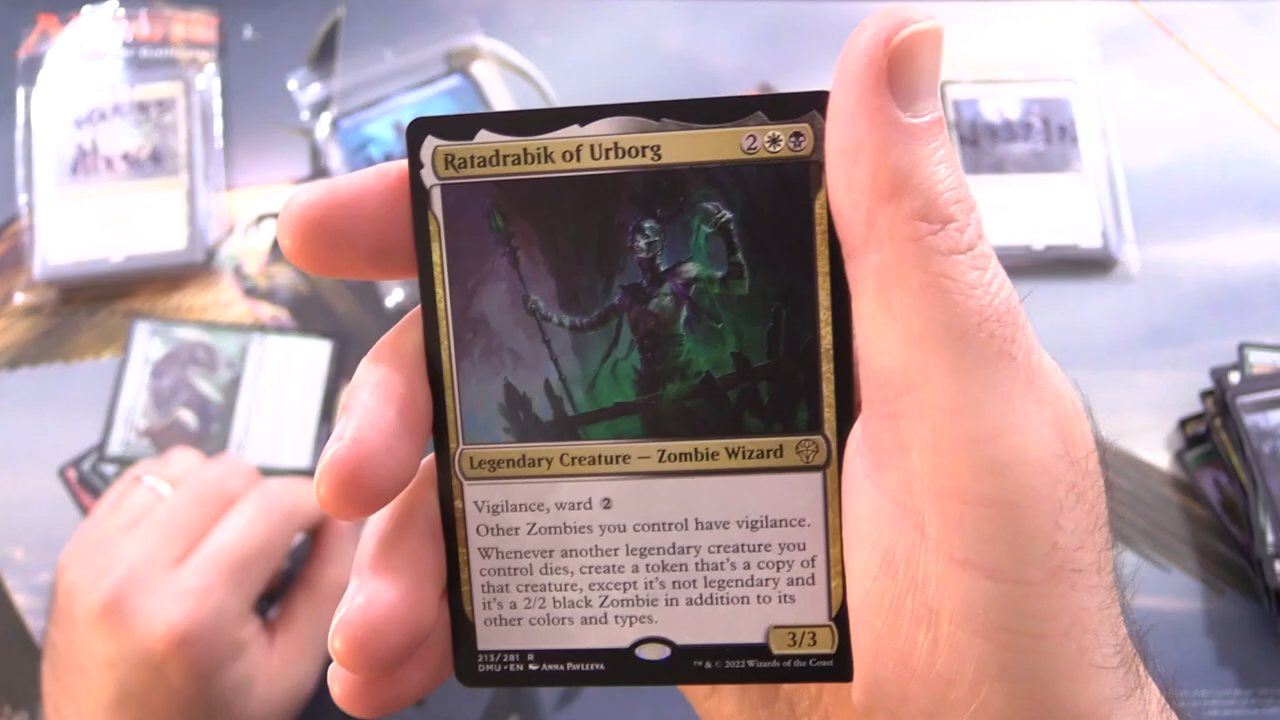 Ratadrabik of Urborg 2
Legendary Creature — Zombie Wizard
Vigilance, ward 2
Other Zombies you control have vigilance.
Whenever another legendary creature you
control dies, create a token that's a copy of
that creature, except it's not legendary and
it's a 2/2 black Zombie in addition to its
other colors and types.
3/3
213/281 R
DMU • EN Anna Pavleeva
™ & © 2022 Wizards of the Coast